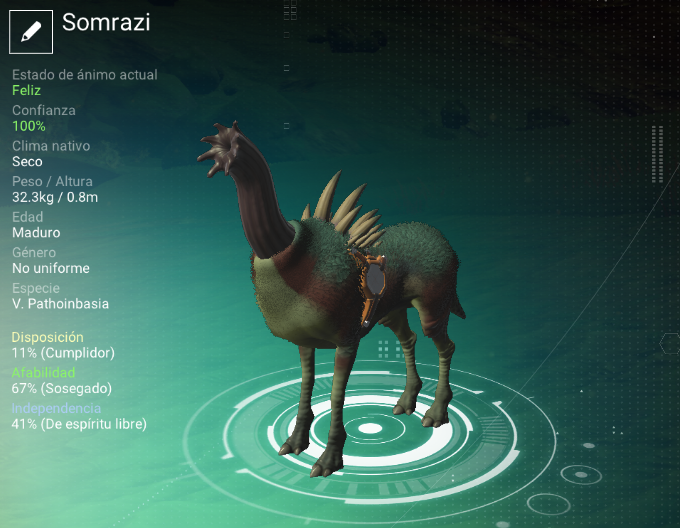 Somrazi
Estado de ánimo actual
Feliz
Confianza
100%
Clima nativo
Seco
Peso / Altura
32.3kg / 0.8m
Edad
Maduro
Género
No uniforme
Especie
V. Pathoinbasia
Disposición
11% (Cumplidor)
Afabilidad
67% (Sosegado)
Independencia
41% (De espíritu libre)